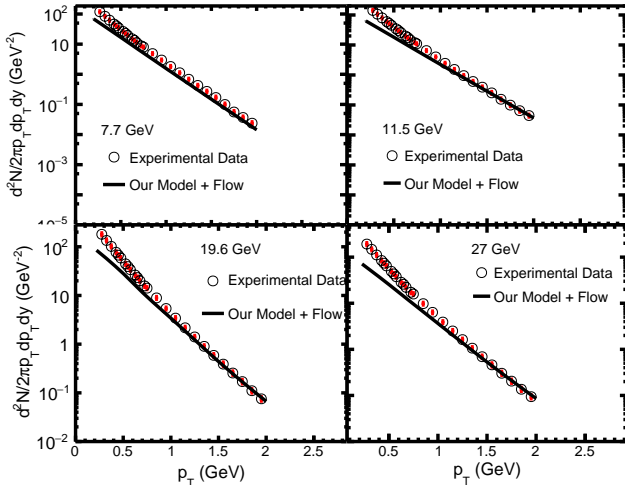 10²
10
10⁻¹
10⁻³
10⁻⁵
d²N/2πp_T dp_T dy (GeV⁻²)
7.7 GeV
Experimental Data
Our Model + Flow
11.5 GeV
Experimental Data
Our Model + Flow
10²
10
1
10⁻¹
10⁻²
d²N/2πp_T dp_T dy (GeV⁻²)
19.6 GeV
Experimental Data
Our Model + Flow
27 GeV
Experimental Data
Our Model + Flow
0 0.5 1 1.5 2 2.5
0.5 1 1.5 2 2.5
p_T (GeV)
p_T (GeV)